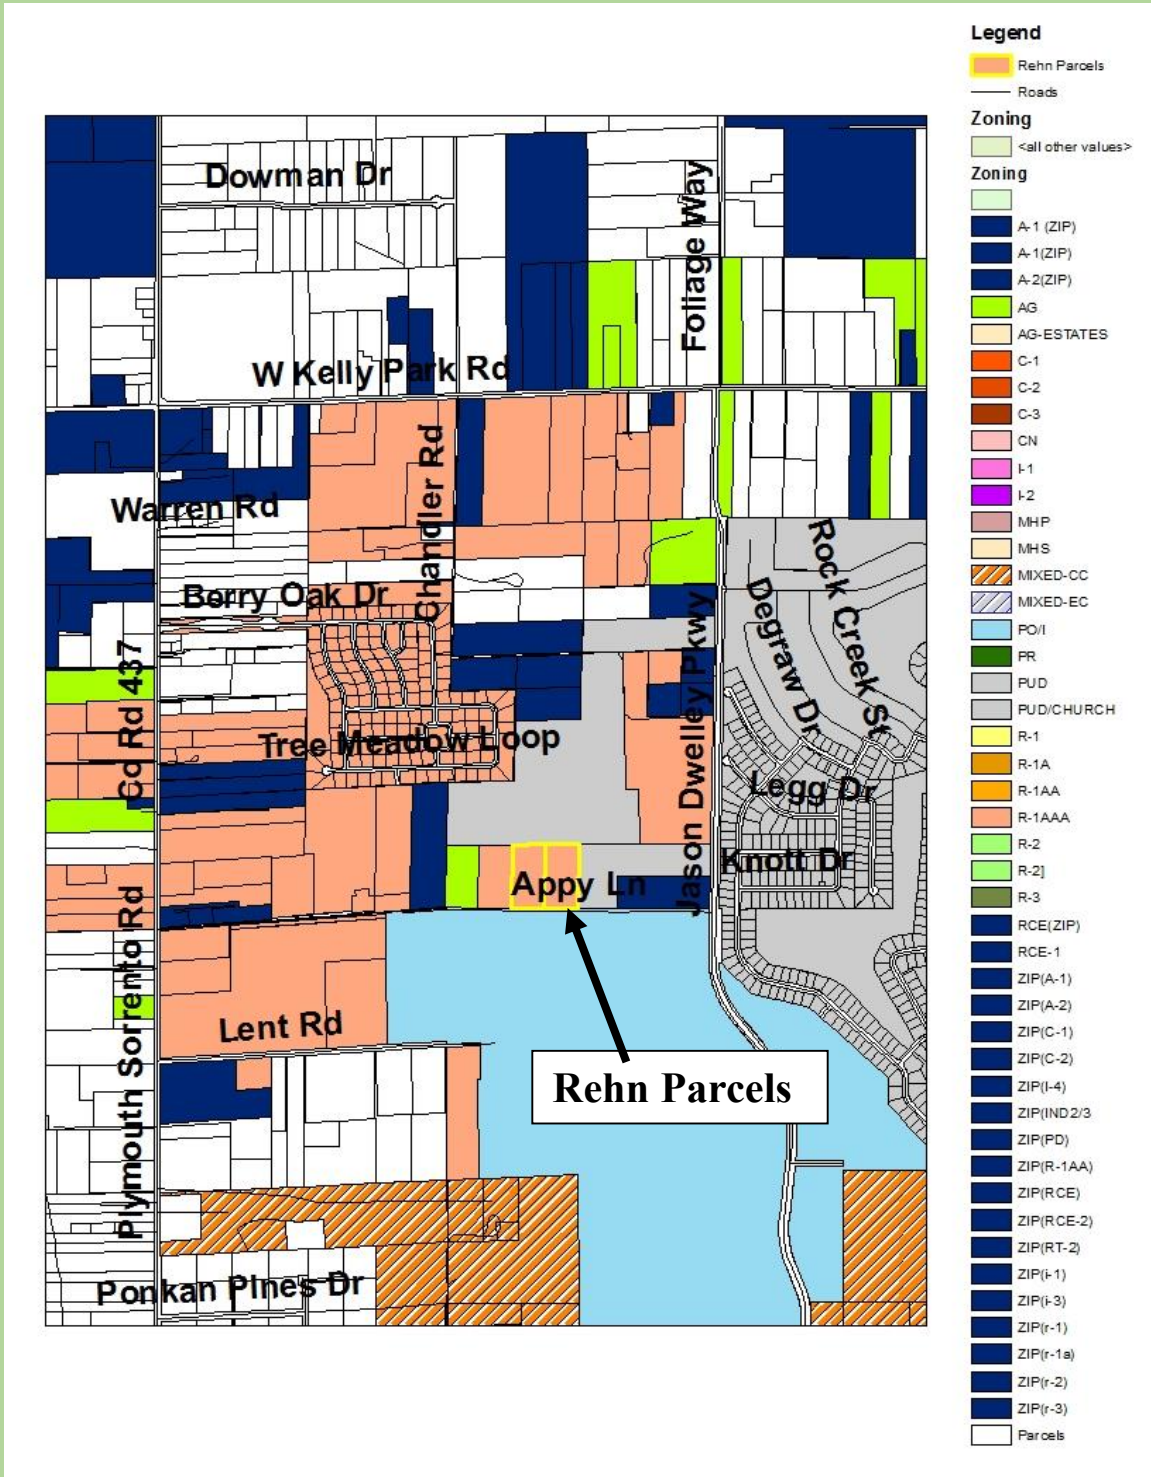 Legend
Rehn Parcels
Roads
Zoning
<all other values>
Zoning
A-1 (ZIP)
A-1(ZIP)
A-2(ZIP)
AG
AG-ESTATES
C-1
C-2
C-3
CN
I-1
I-2
MHP
MHS
MIXED-CC
MIXED-EC
PO/I
PR
PUD
PUD/CHURCH
R-1
R-1A
R-1AA
R-1AAA
R-2
R-2]
R-3
RCE(ZIP)
RCE-1
ZIP(A-1)
ZIP(A-2)
ZIP(C-1)
ZIP(C-2)
ZIP(I-4)
ZIP(IND2/3
ZIP(PD)
ZIP(R-1AA)
ZIP(RCE)
ZIP(RCE-2)
ZIP(RT-2)
ZIP(i-1)
ZIP(i-3)
ZIP(r-1)
ZIP(r-1a)
ZIP(r-2)
ZIP(r-3)
Parcels
Dowman Dr
Foliage Way
W Kelly Park Rd
Chandler Rd
Warren Rd
Rock Creek St
Berry Oak Dr
Degraw Dr
Co Rd 437
Jason Dwelley Pkwy
Tree Meadow Loop
Legg Dr
Knott Dr
Appy Ln
Plymouth Sorrento Rd
Lent Rd
Rehn Parcels
Ponkan Pines Dr